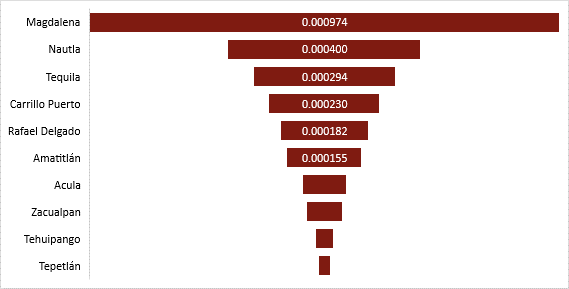 Magdalena 0.000974
Nautla 0.000400
Tequila 0.000294
Carrillo Puerto 0.000230
Rafael Delgado 0.000182
Amatitlán 0.000155
Acula
Zacualpan
Tehuipango
Tepetlán